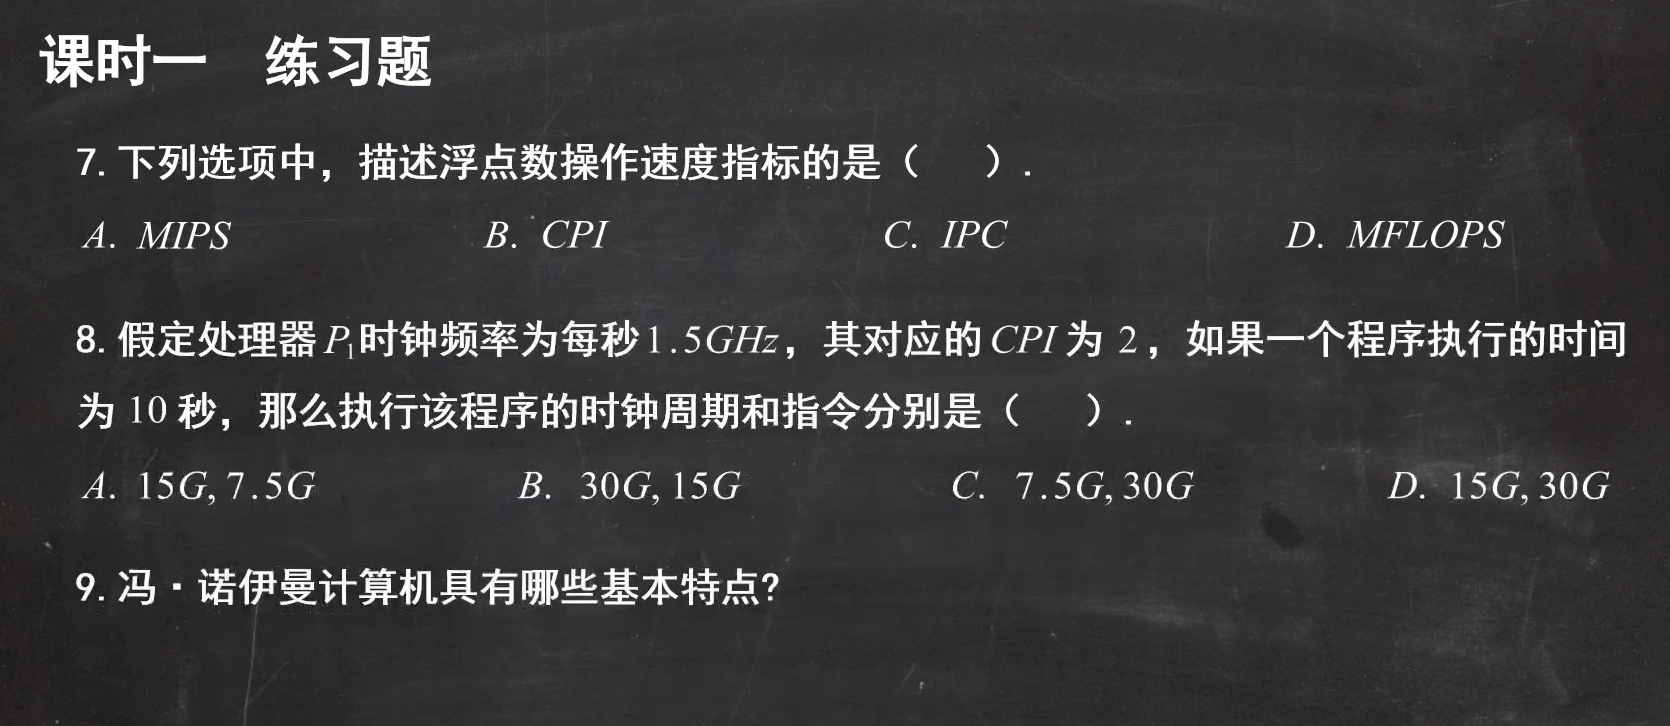 课时一 练习题
7. 下列选项中，描述浮点数操作速度指标的是（ ）.
A. MIPS B. CPI C. IPC D. MFLOPS
8. 假定处理器P₁时钟频率为每秒1.5GHz，其对应的CPI为 2，如果一个程序执行的时间
为 10 秒，那么执行该程序的时钟周期和指令分别是（ ）.
A. 15G, 7.5G B. 30G, 15G C. 7.5G, 30G D. 15G, 30G
9. 冯·诺伊曼计算机具有哪些基本特点?